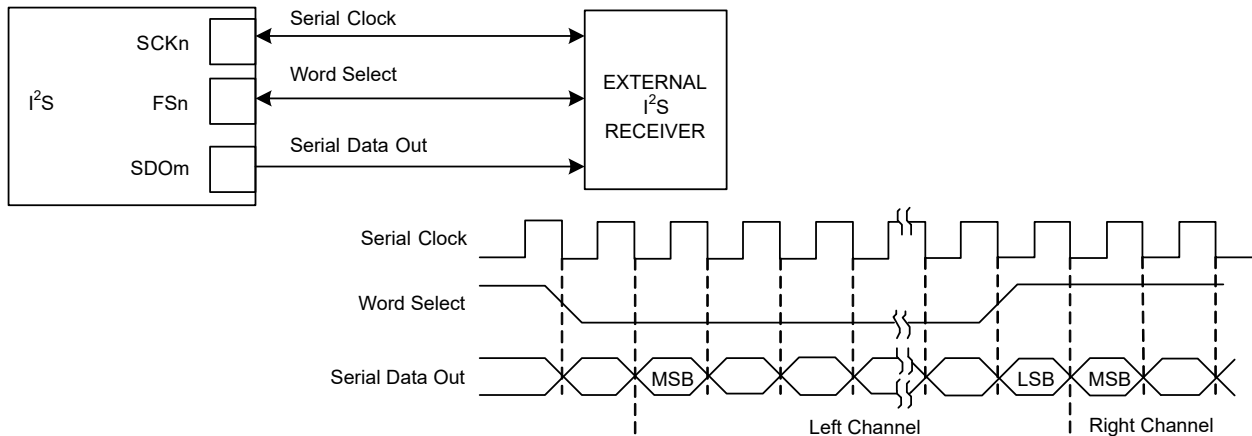 Serial Clock
SCKn
Word Select
I²S
FSn
EXTERNAL
I²S
RECEIVER
Serial Data Out
SDOm
Serial Clock
Word Select
Serial Data Out
MSB
LSB
MSB
Left Channel
Right Channel